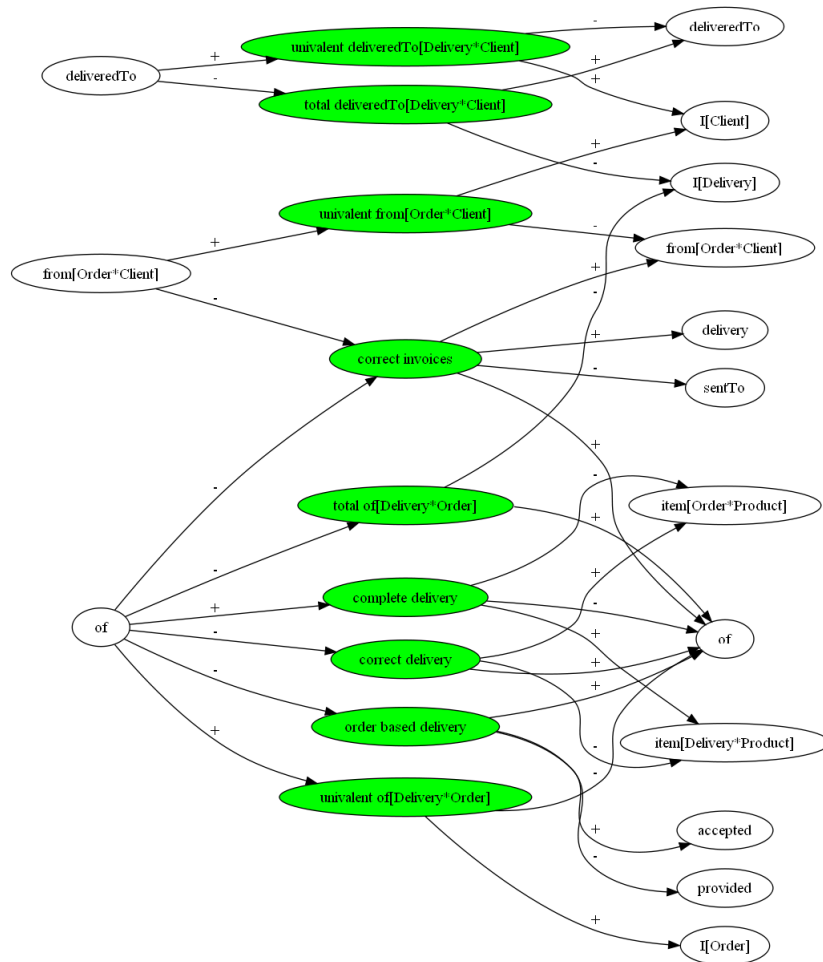 -
deliveredTo
univalent deliveredTo[Delivery*Client]
+
deliveredTo
-
+
+
total deliveredTo[Delivery*Client]
I[Client]
+
-
I[Delivery]
univalent from[Order*Client]
+
-
from[Order*Client]
from[Order*Client]
+
-
-
delivery
+
correct invoices
-
sentTo
+
-
-
total of[Delivery*Order]
item[Order*Product]
+
-
+
complete delivery
+
-
of
-
+
of
correct delivery
+
-
+
order based delivery
item[Delivery*Product]
+
-
univalent of[Delivery*Order]
-
accepted
+
-
provided
+
I[Order]